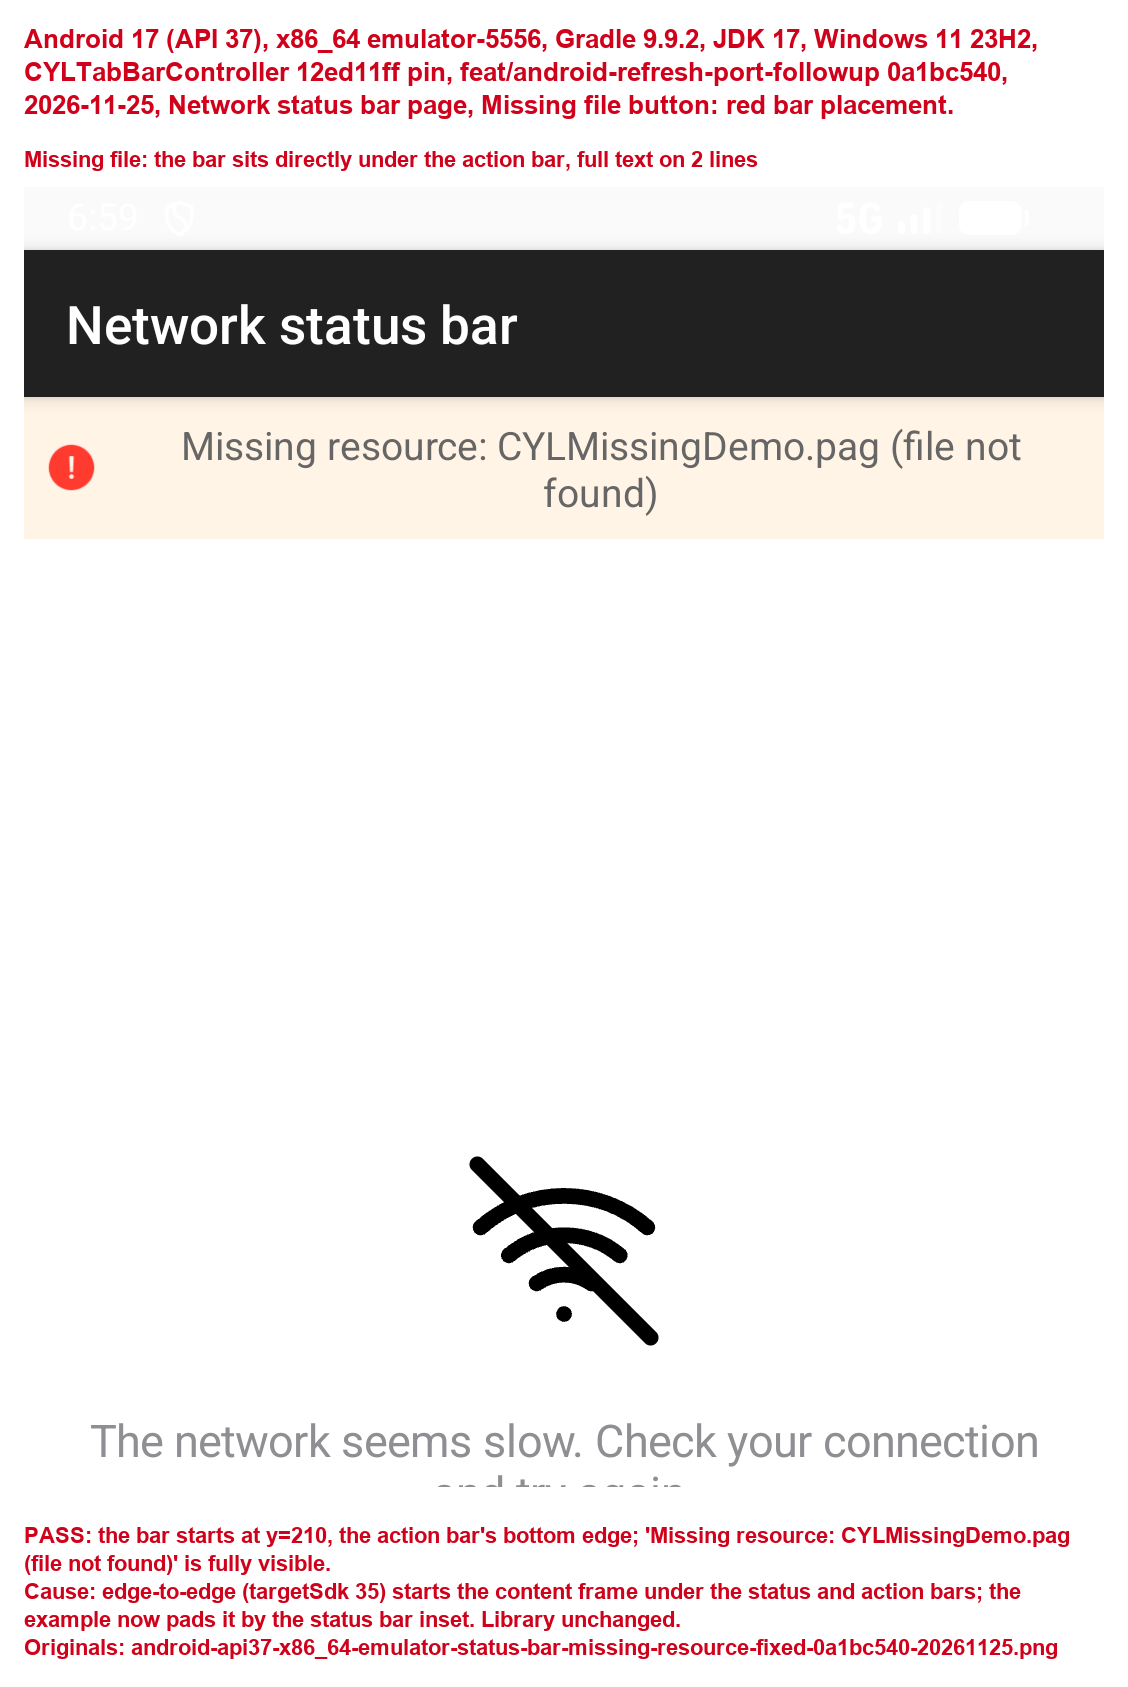 Android 17 (API 37), x86_64 emulator-5556, Gradle 9.9.2, JDK 17, Windows 11 23H2,
CYLTabBarController 12ed11ff pin, feat/android-refresh-port-followup 0a1bc540,
2026-11-25, Network status bar page, Missing file button: red bar placement.
Missing file: the bar sits directly under the action bar, full text on 2 lines
6:59 5G
Network status bar
Missing resource: CYLMissingDemo.pag (file not
found)
The network seems slow. Check your connection
and try again
PASS: the bar starts at y=210, the action bar's bottom edge; 'Missing resource: CYLMissingDemo.pag
(file not found)' is fully visible.
Cause: edge-to-edge (targetSdk 35) starts the content frame under the status and action bars; the
example now pads it by the status bar inset. Library unchanged.
Originals: android-api37-x86_64-emulator-status-bar-missing-resource-fixed-0a1bc540-20261125.png